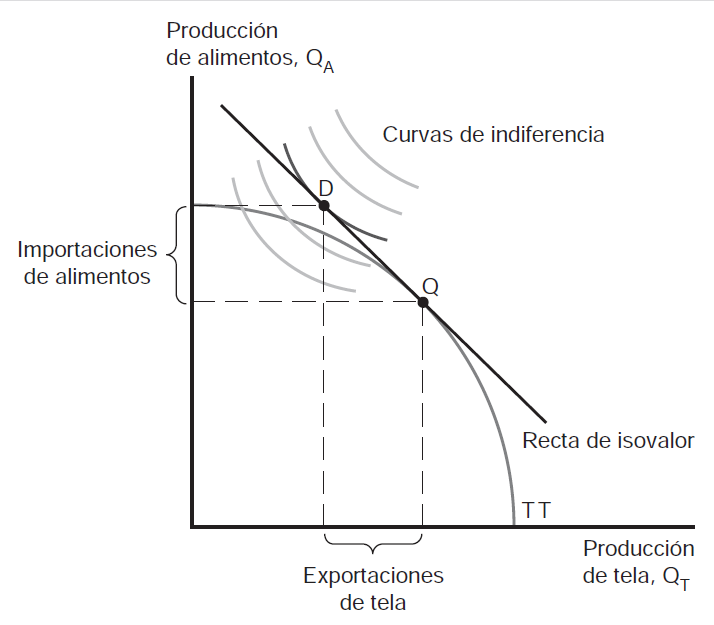 Producción
de alimentos, QA
Curvas de indiferencia
D
Importaciones
de alimentos
Q
Recta de isovalor
TT
Producción
de tela, QT
Exportaciones
de tela